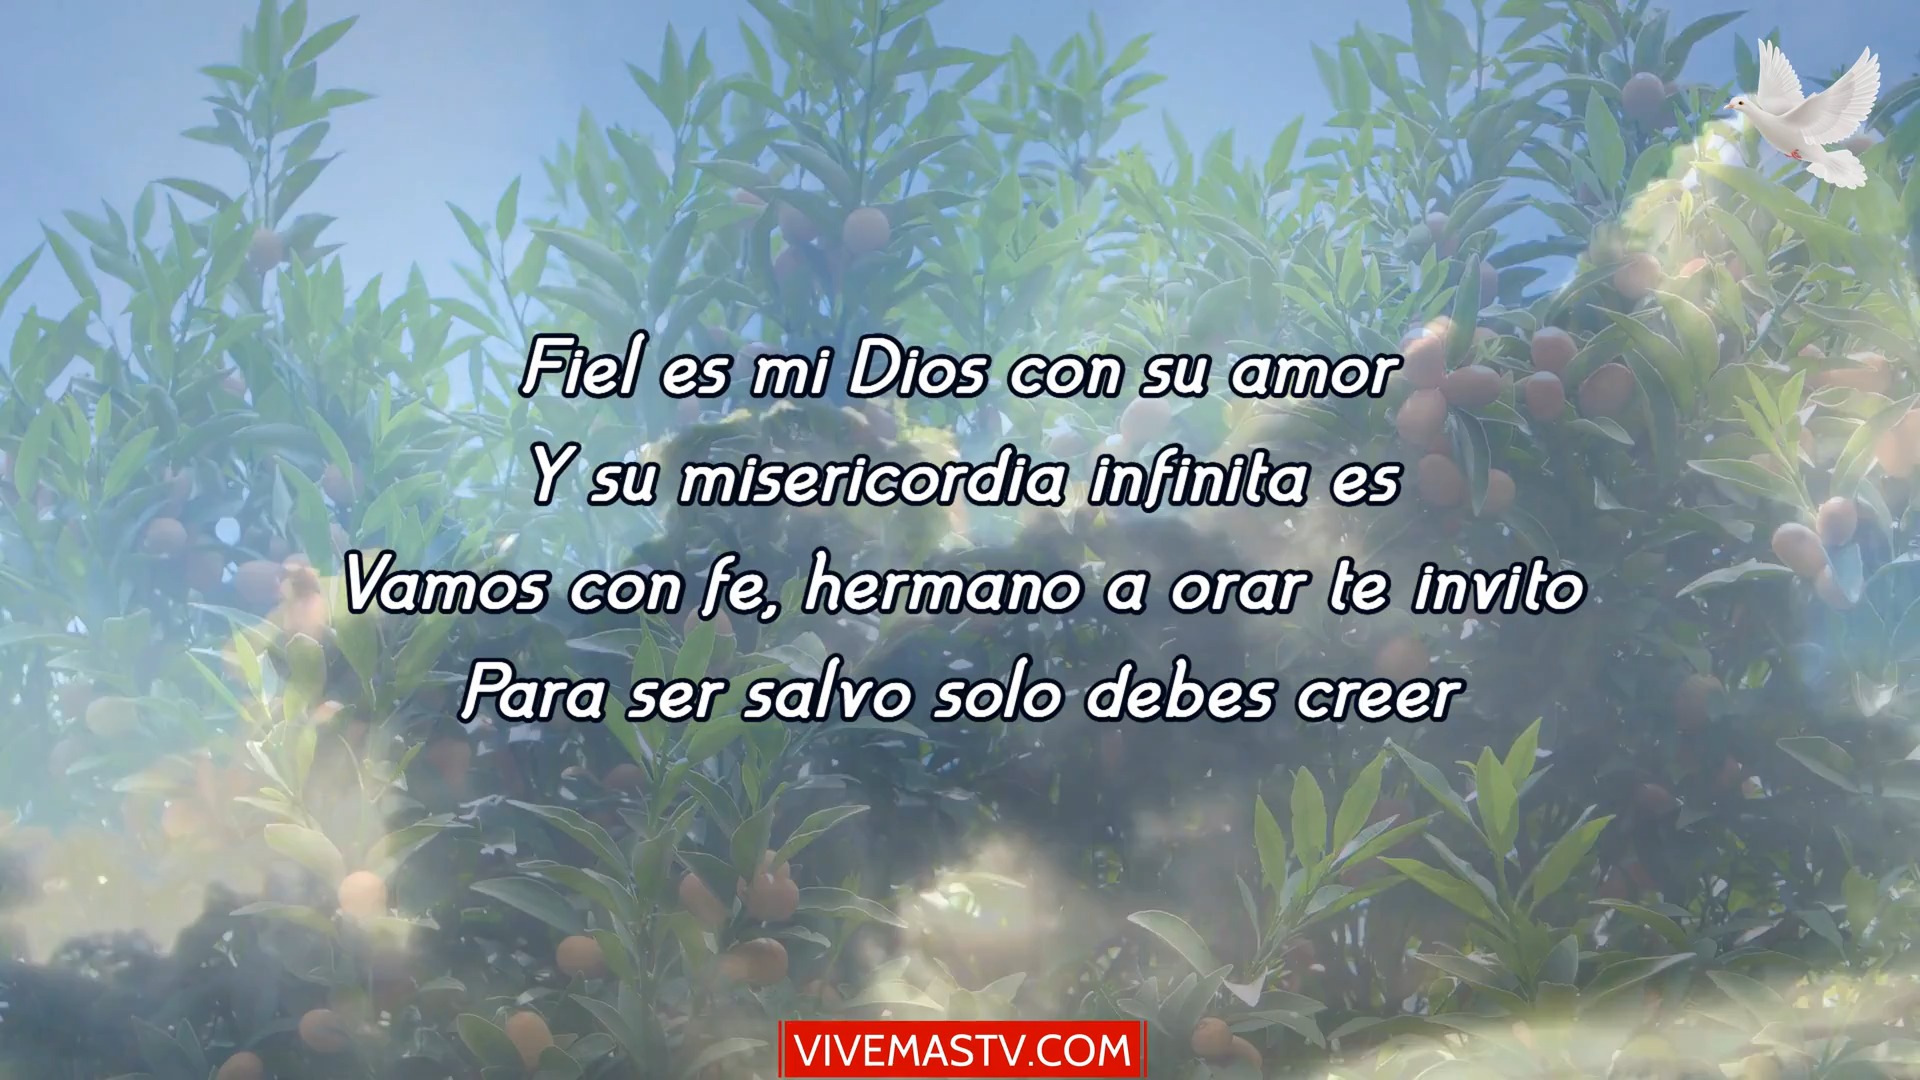 Fiel es mi Dios con su amor
Y su misericordia infinita es
Vamos con fe, hermano a orar te invito
Para ser salvo solo debes creer
VIVEMASTV.COM